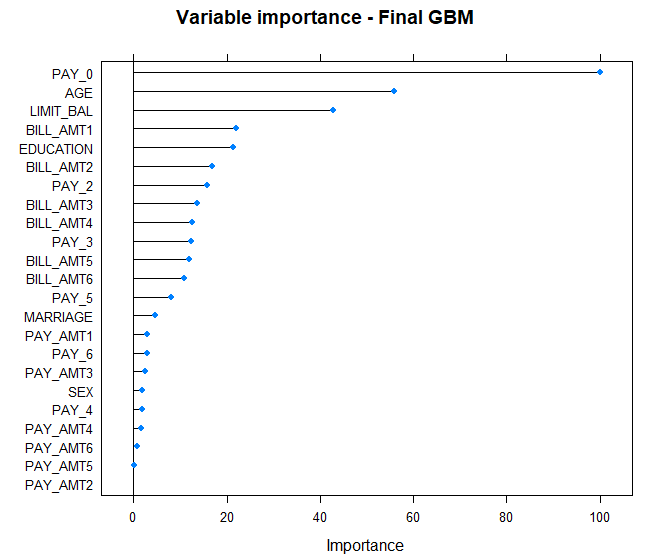 Variable importance - Final GBM
PAY_0
AGE
LIMIT_BAL
BILL_AMT1
EDUCATION
BILL_AMT2
PAY_2
BILL_AMT3
BILL_AMT4
PAY_3
BILL_AMT5
BILL_AMT6
PAY_5
MARRIAGE
PAY_AMT1
PAY_6
PAY_AMT3
SEX
PAY_4
PAY_AMT4
PAY_AMT6
PAY_AMT5
PAY_AMT2
0 20 40 60 80 100
Importance